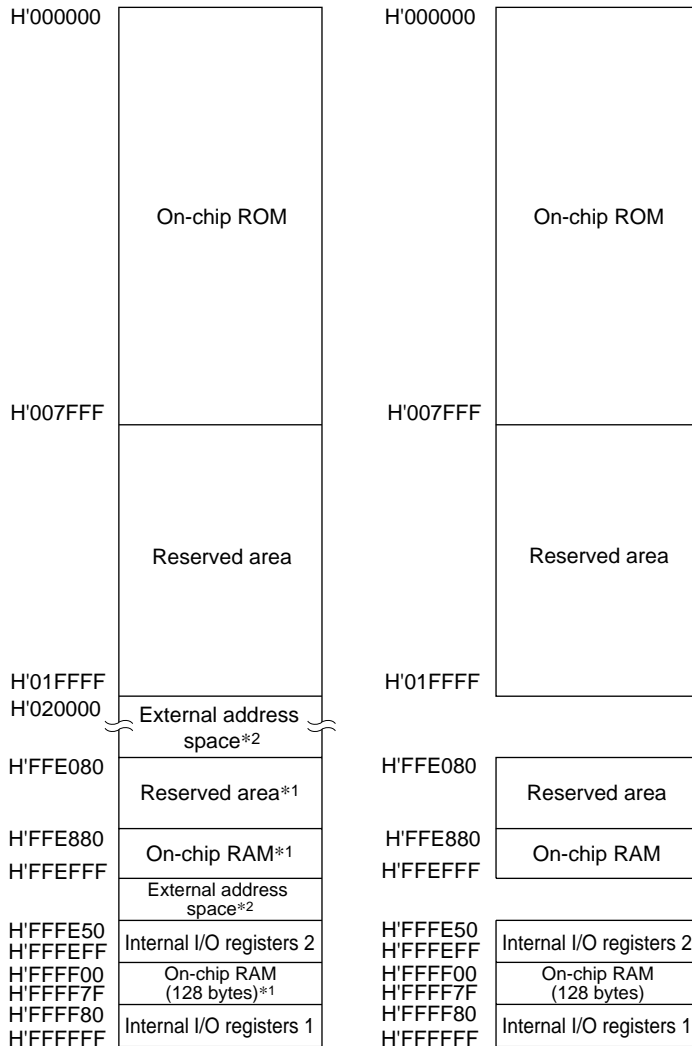 H'000000
On-chip ROM
H'007FFF
Reserved area
H'01FFFF
H'020000
External address
space*2
H'FFE080
Reserved area*1
H'FFE880
On-chip RAM*1
H'FFEFFF
External address
space*2
H'FFFE50
Internal I/O registers 2
H'FFFEFF
H'FFFF00
On-chip RAM
(128 bytes)*1
H'FFFF7F
H'FFFF80
Internal I/O registers 1
H'FFFFFF
H'000000
On-chip ROM
H'007FFF
Reserved area
H'01FFFF
H'FFE080
Reserved area
H'FFE880
On-chip RAM
H'FFEFFF
H'FFFE50
Internal I/O registers 2
H'FFFEFF
H'FFFF00
On-chip RAM
(128 bytes)
H'FFFF7F
H'FFFF80
Internal I/O registers 1
H'FFFFFF